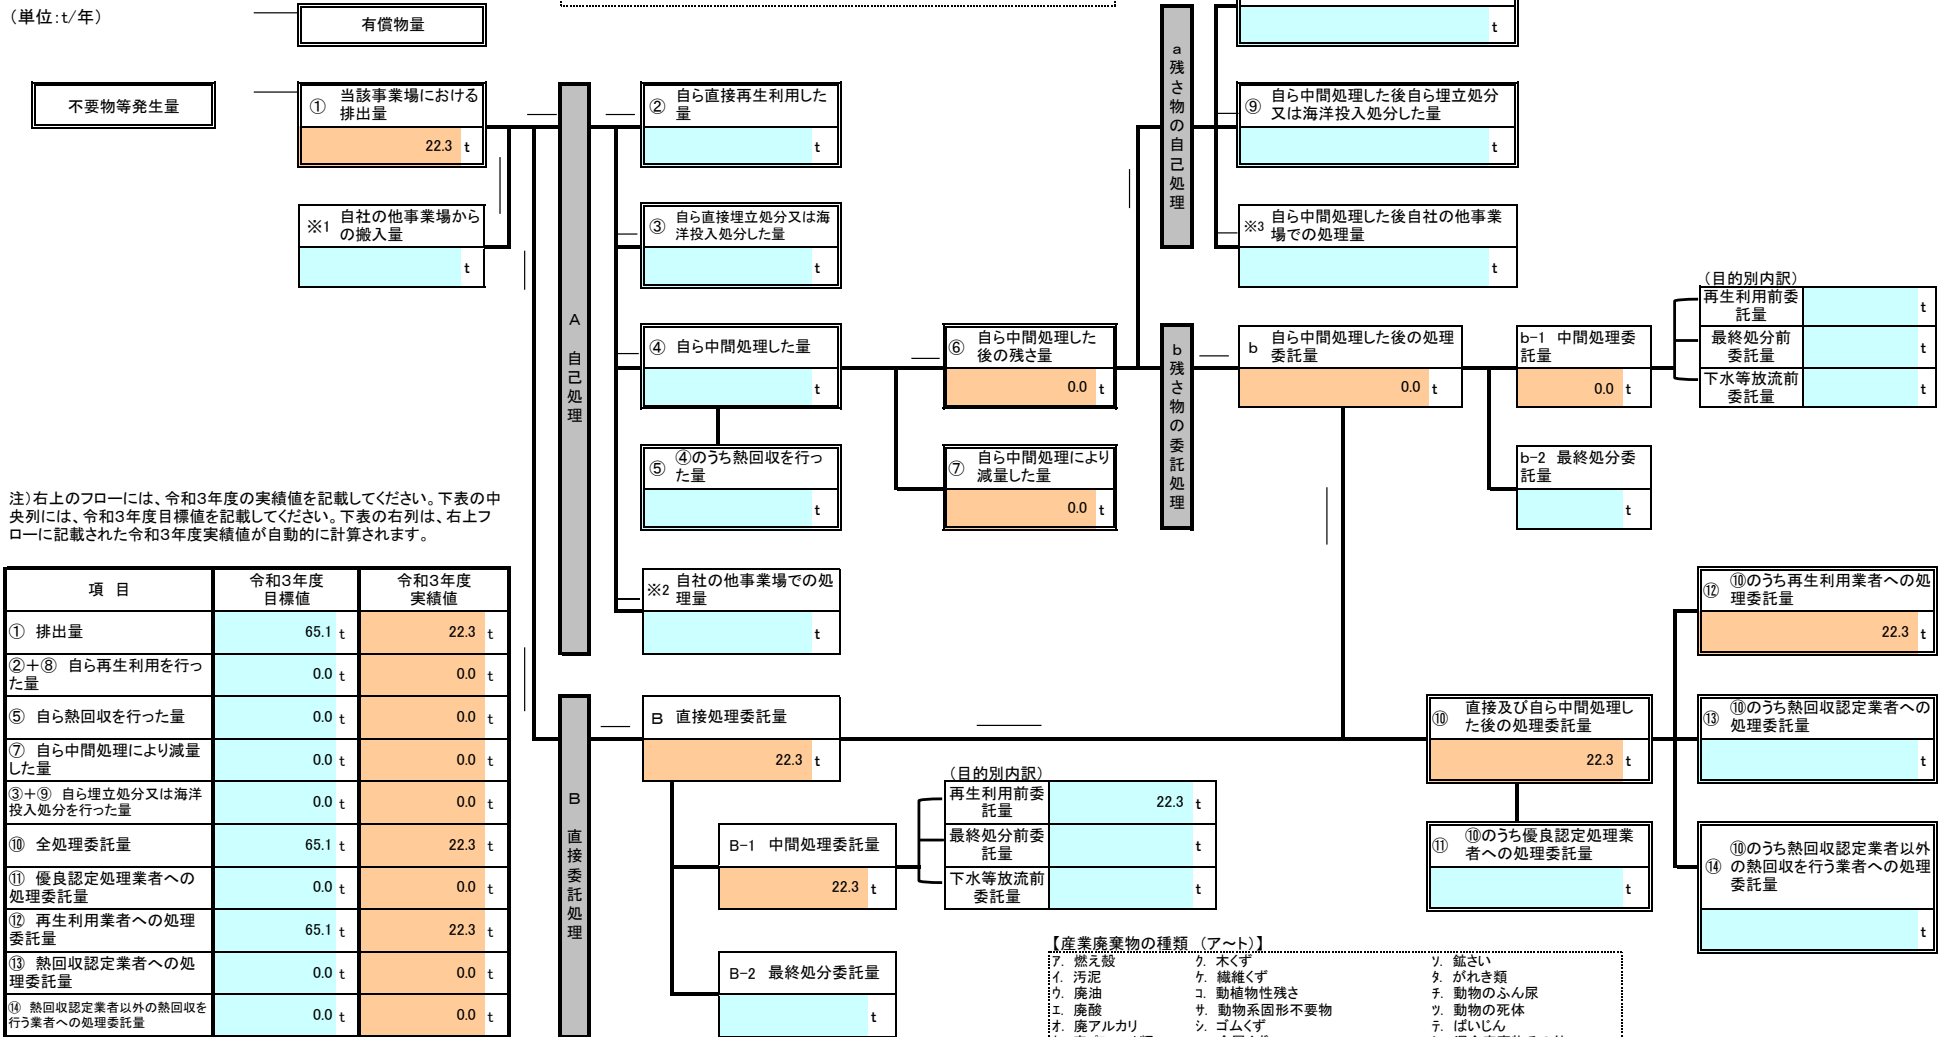 (単位:t/年)
有償物量
t
不要物等発生量
① 当該事業場における
排出量
22.3 t
※1 自社の他事業場から
の搬入量
t
A 自己処理
② 自ら直接再生利用した
量
t
③ 自ら直接埋立処分又は海
洋投入処分した量
t
④ 自ら中間処理した量
t
⑤ ④のうち熱回収を行っ
た量
t
※2 自社の他事業場での処
理量
t
⑥ 自ら中間処理した
後の残さ量
0.0 t
⑦ 自ら中間処理により
減量した量
0.0 t
a 残さ物の自己処理
⑨ 自ら中間処理した後自ら埋立処分
又は海洋投入処分した量
t
※3 自ら中間処理した後自社の他事業
場での処理量
t
b 残さ物の委託処理
b 自ら中間処理した後の処理
委託量
0.0 t
b-1 中間処理委
託量
0.0 t
b-2 最終処分委
託量
t
(目的別内訳)
再生利用前委
託量 t
最終処分前
委託量 t
下水等放流前
委託量 t
注)右上のフローには、令和3年度の実績値を記載してください。下表の中
央列には、令和3年度目標値を記載してください。下表の右列は、右上フ
ローに記載された令和3年度実績値が自動的に計算されます。
項 目 令和3年度
目標値 令和3年度
実績値
① 排出量 65.1 t 22.3 t
②+⑧ 自ら再生利用を行っ
た量 0.0 t 0.0 t
⑤ 自ら熱回収を行った量 0.0 t 0.0 t
⑦ 自ら中間処理により減量
した量 0.0 t 0.0 t
③+⑨ 自ら埋立処分又は海洋
投入処分を行った量 0.0 t 0.0 t
⑩ 全処理委託量 65.1 t 22.3 t
⑪ 優良認定処理業者への
処理委託量 0.0 t 0.0 t
⑫ 再生利用業者への処理
委託量 65.1 t 22.3 t
⑬ 熱回収認定業者への処
理委託量 0.0 t 0.0 t
⑭ 熱回収認定業者以外の熱回収を
行う業者への処理委託量 0.0 t 0.0 t
B 直接委託処理
B 直接処理委託量
22.3 t
B-1 中間処理委託量
22.3 t
B-2 最終処分委託量
t
(目的別内訳)
再生利用前委
託量 22.3 t
最終処分前委
託量 t
下水等放流前
委託量 t
⑩ 直接及び自ら中間処理し
た後の処理委託量
22.3 t
⑪ ⑩のうち優良認定処理業
者への処理委託量
t
⑫ ⑩のうち再生利用業者への処
理委託量
22.3 t
⑬ ⑩のうち熱回収認定業者への
処理委託量
t
⑭ ⑩のうち熱回収認定業者以外
の熱回収を行う業者への処理
委託量
t
【産業廃棄物の種類 (ア~ト)】
ア. 燃え殻 ク. 木くず ソ. 鉱さい
イ. 汚泥 ケ. 繊維くず タ. がれき類
ウ. 廃油 コ. 動植物性残さ チ. 動物のふん尿
エ. 廃酸 サ. 動物系固形不要物 ツ. 動物の死体
オ. 廃アルカリ シ. ゴムくず テ. ばいじん